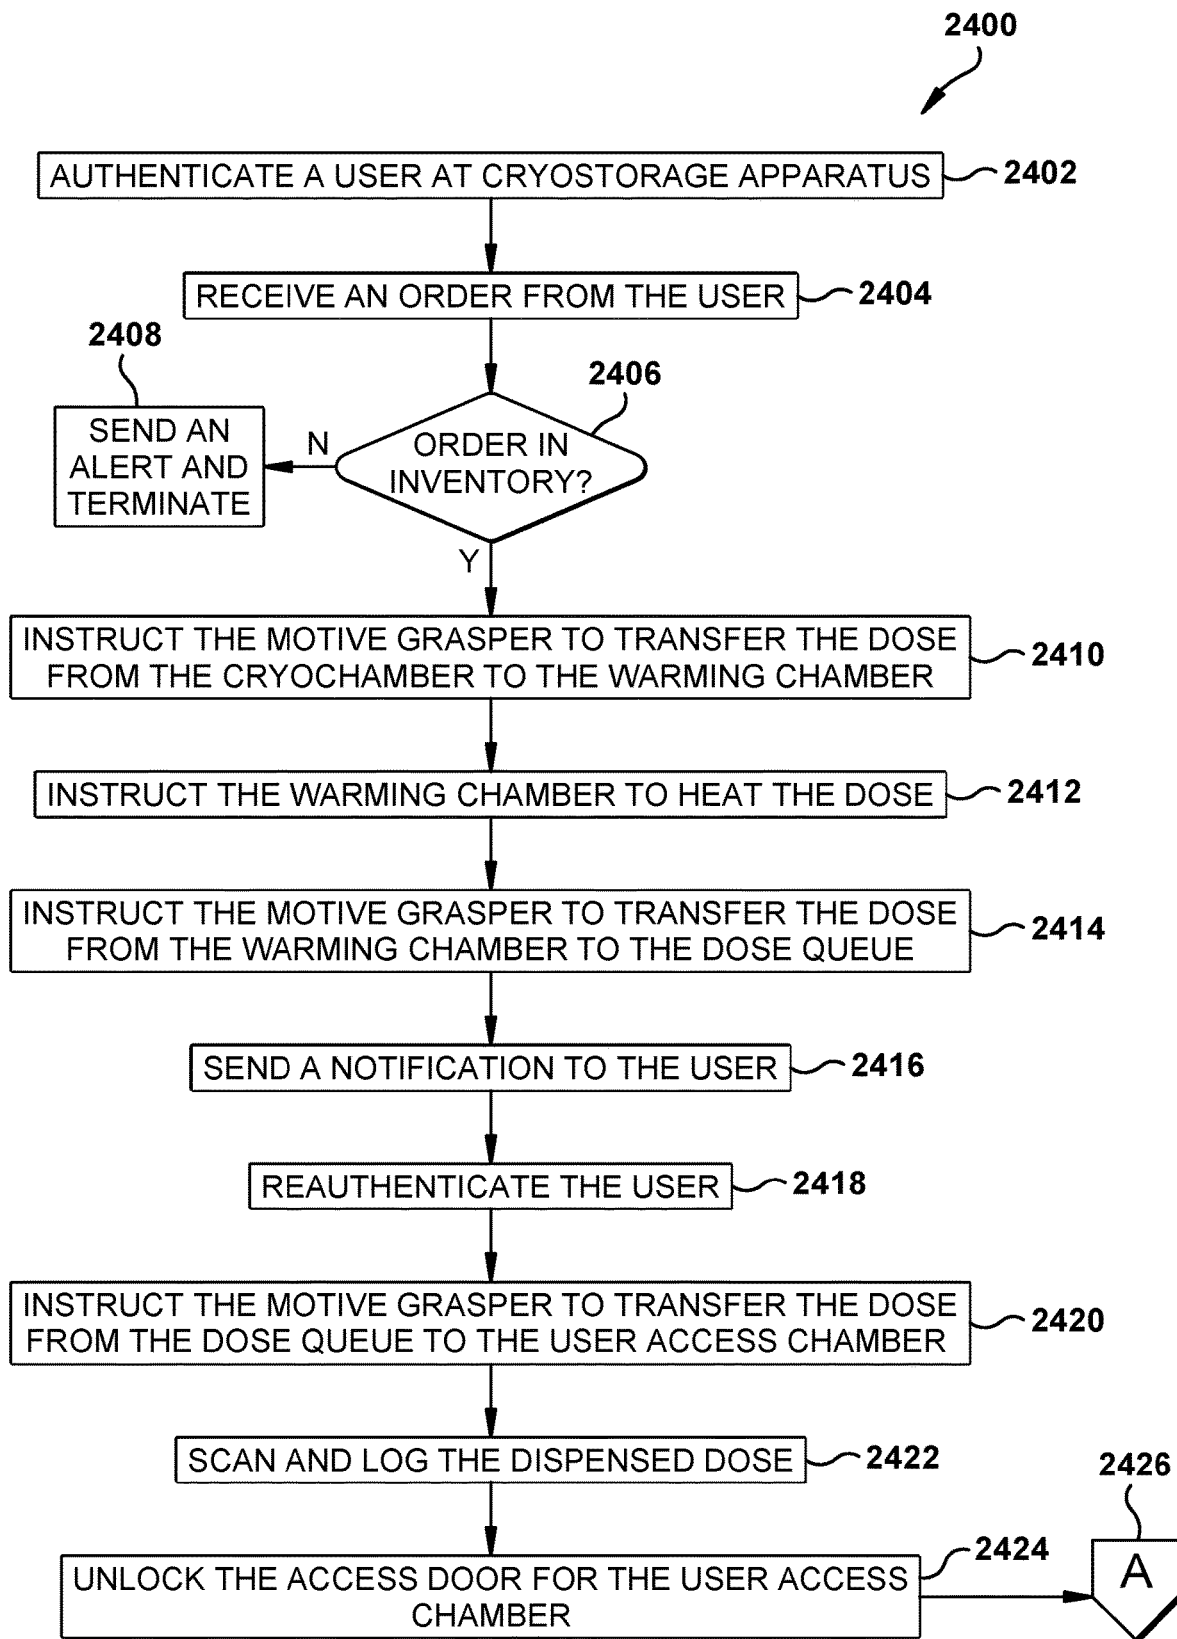 2400
AUTHENTICATE A USER AT CRYOSTORAGE APPARATUS
2402
RECEIVE AN ORDER FROM THE USER
2404
2408
2406
SEND AN
ALERT AND
TERMINATE
N
ORDER IN
INVENTORY?
Y
INSTRUCT THE MOTIVE GRASPER TO TRANSFER THE DOSE
FROM THE CRYOCHAMBER TO THE WARMING CHAMBER
2410
INSTRUCT THE WARMING CHAMBER TO HEAT THE DOSE
2412
INSTRUCT THE MOTIVE GRASPER TO TRANSFER THE DOSE
FROM THE WARMING CHAMBER TO THE DOSE QUEUE
2414
SEND A NOTIFICATION TO THE USER
2416
REAUTHENTICATE THE USER
2418
INSTRUCT THE MOTIVE GRASPER TO TRANSFER THE DOSE
FROM THE DOSE QUEUE TO THE USER ACCESS CHAMBER
2420
SCAN AND LOG THE DISPENSED DOSE
2422
UNLOCK THE ACCESS DOOR FOR THE USER ACCESS
CHAMBER
2424
2426
A